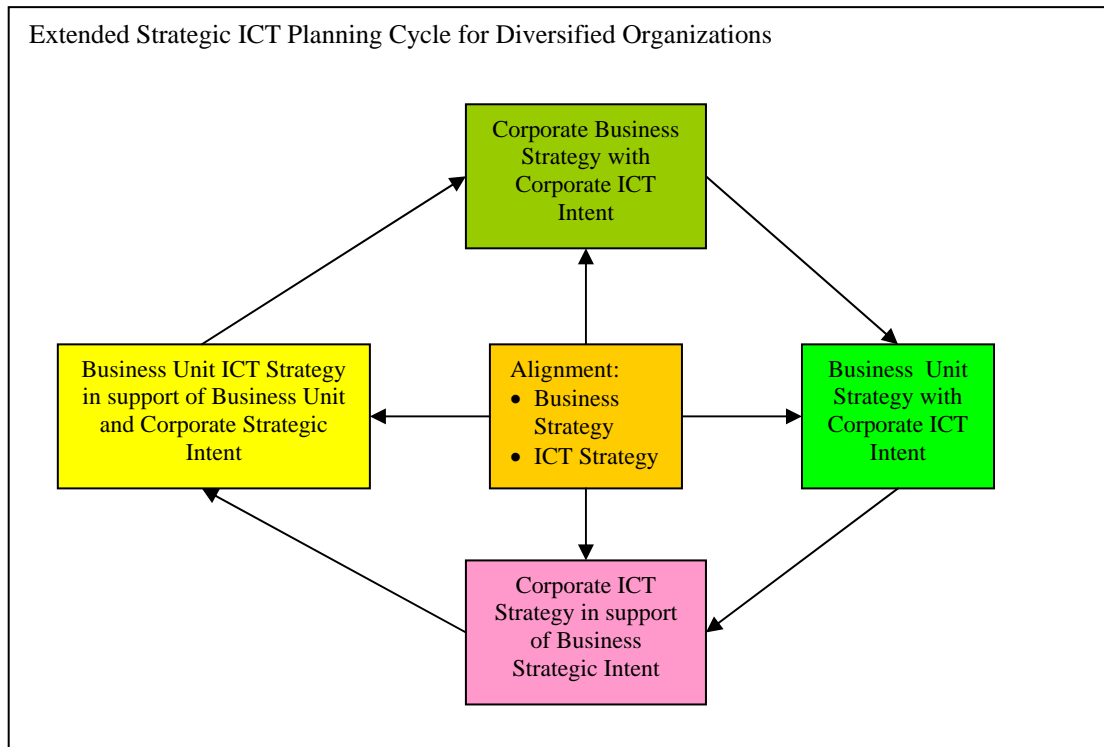 Extended Strategic ICT Planning Cycle for Diversified Organizations
Corporate Business
Strategy with
Corporate ICT
Intent
Business Unit ICT Strategy
in support of Business Unit
and Corporate Strategic
Intent
Alignment:
• Business
Strategy
• ICT Strategy
Business Unit
Strategy with
Corporate ICT
Intent
Corporate ICT
Strategy in support
of Business
Strategic Intent